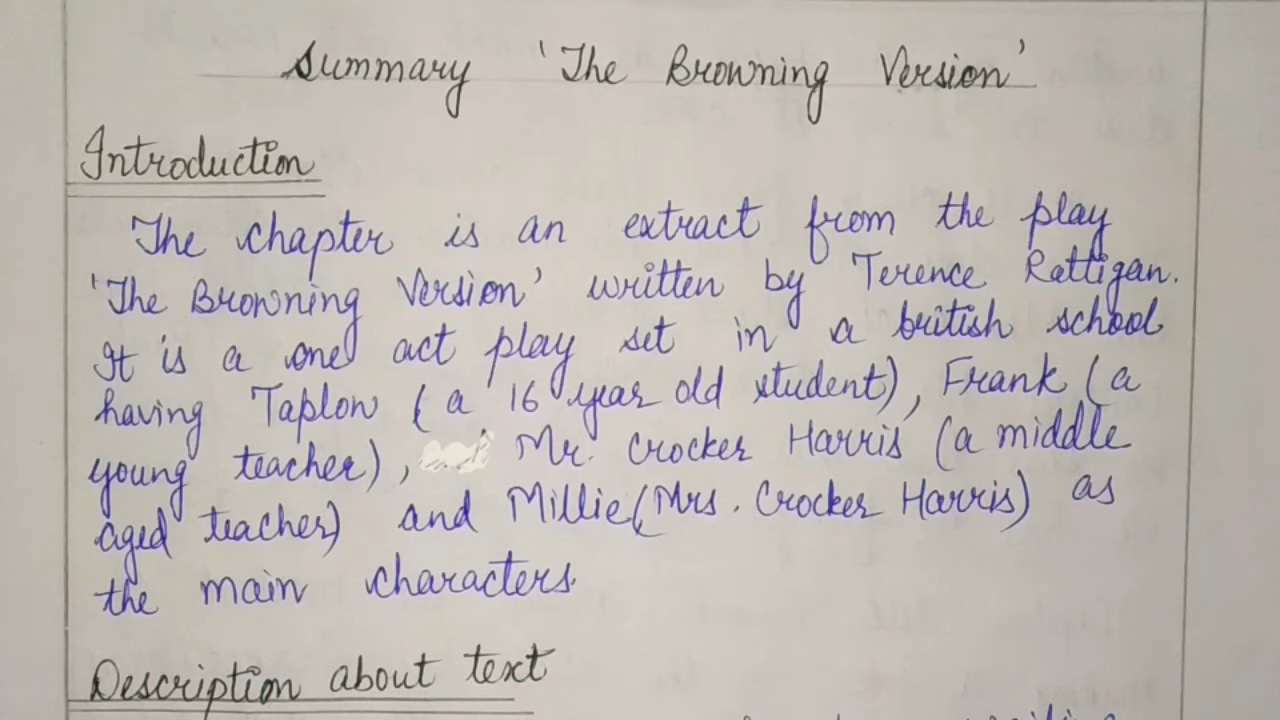 Summary 'The Browning Version'
Introduction
The chapter is an extract from the play
'The Browning Version' written by Terence Rattigan.
It is a one act play set in a british school
having Taplow (a 16 year old student), Frank (a
young teacher), Mr. Crocker Harris (a middle
aged teacher) and Millie (Mrs. Crocker Harris) as
the main characters.
Description about text